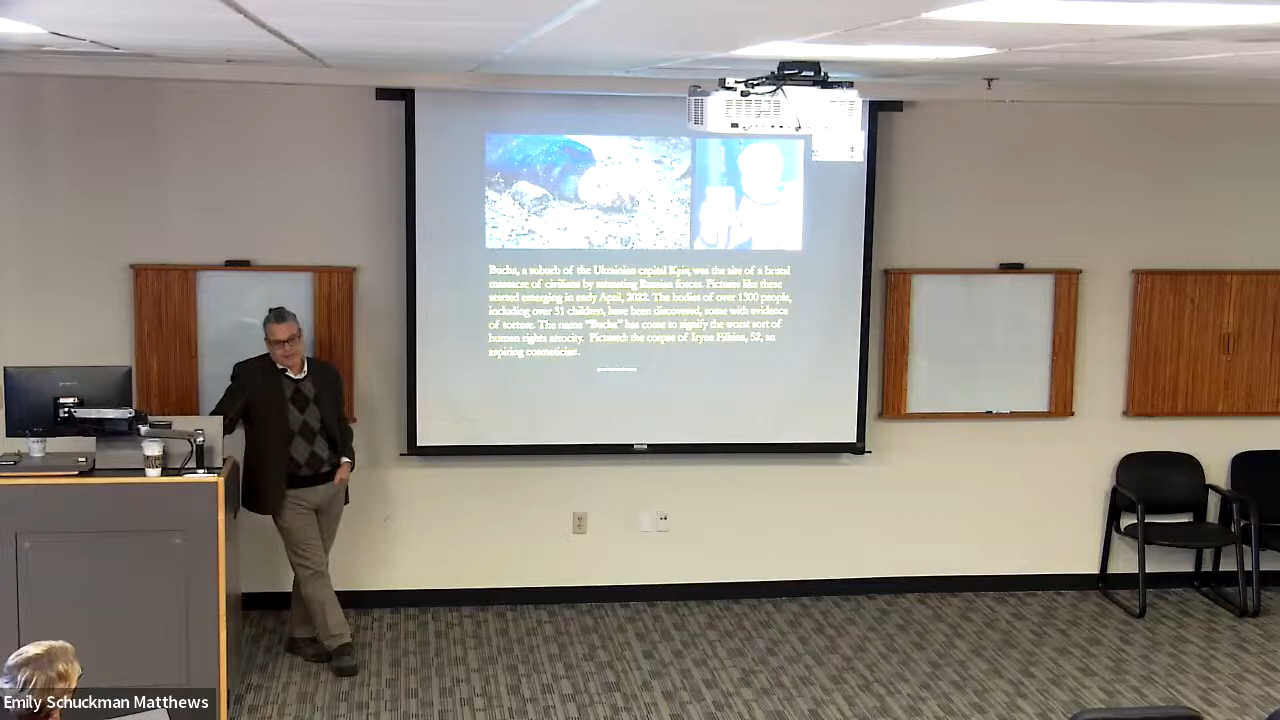 Bucha, a suburb of the Ukrainian capital Kyiv, was the site of a brutal
massacre of civilians by retreating Russian forces. Pictures like these
started emerging in early April, 2022. The bodies of over 1300 people,
including over 31 children, have been discovered, some with evidence
of torture. The name "Bucha" has come to signify the worst sort of
human rights atrocity. Pictured: the corpse of Iryna Filkina, 52, an
aspiring cosmetician.
Emily Schuckman Matthews